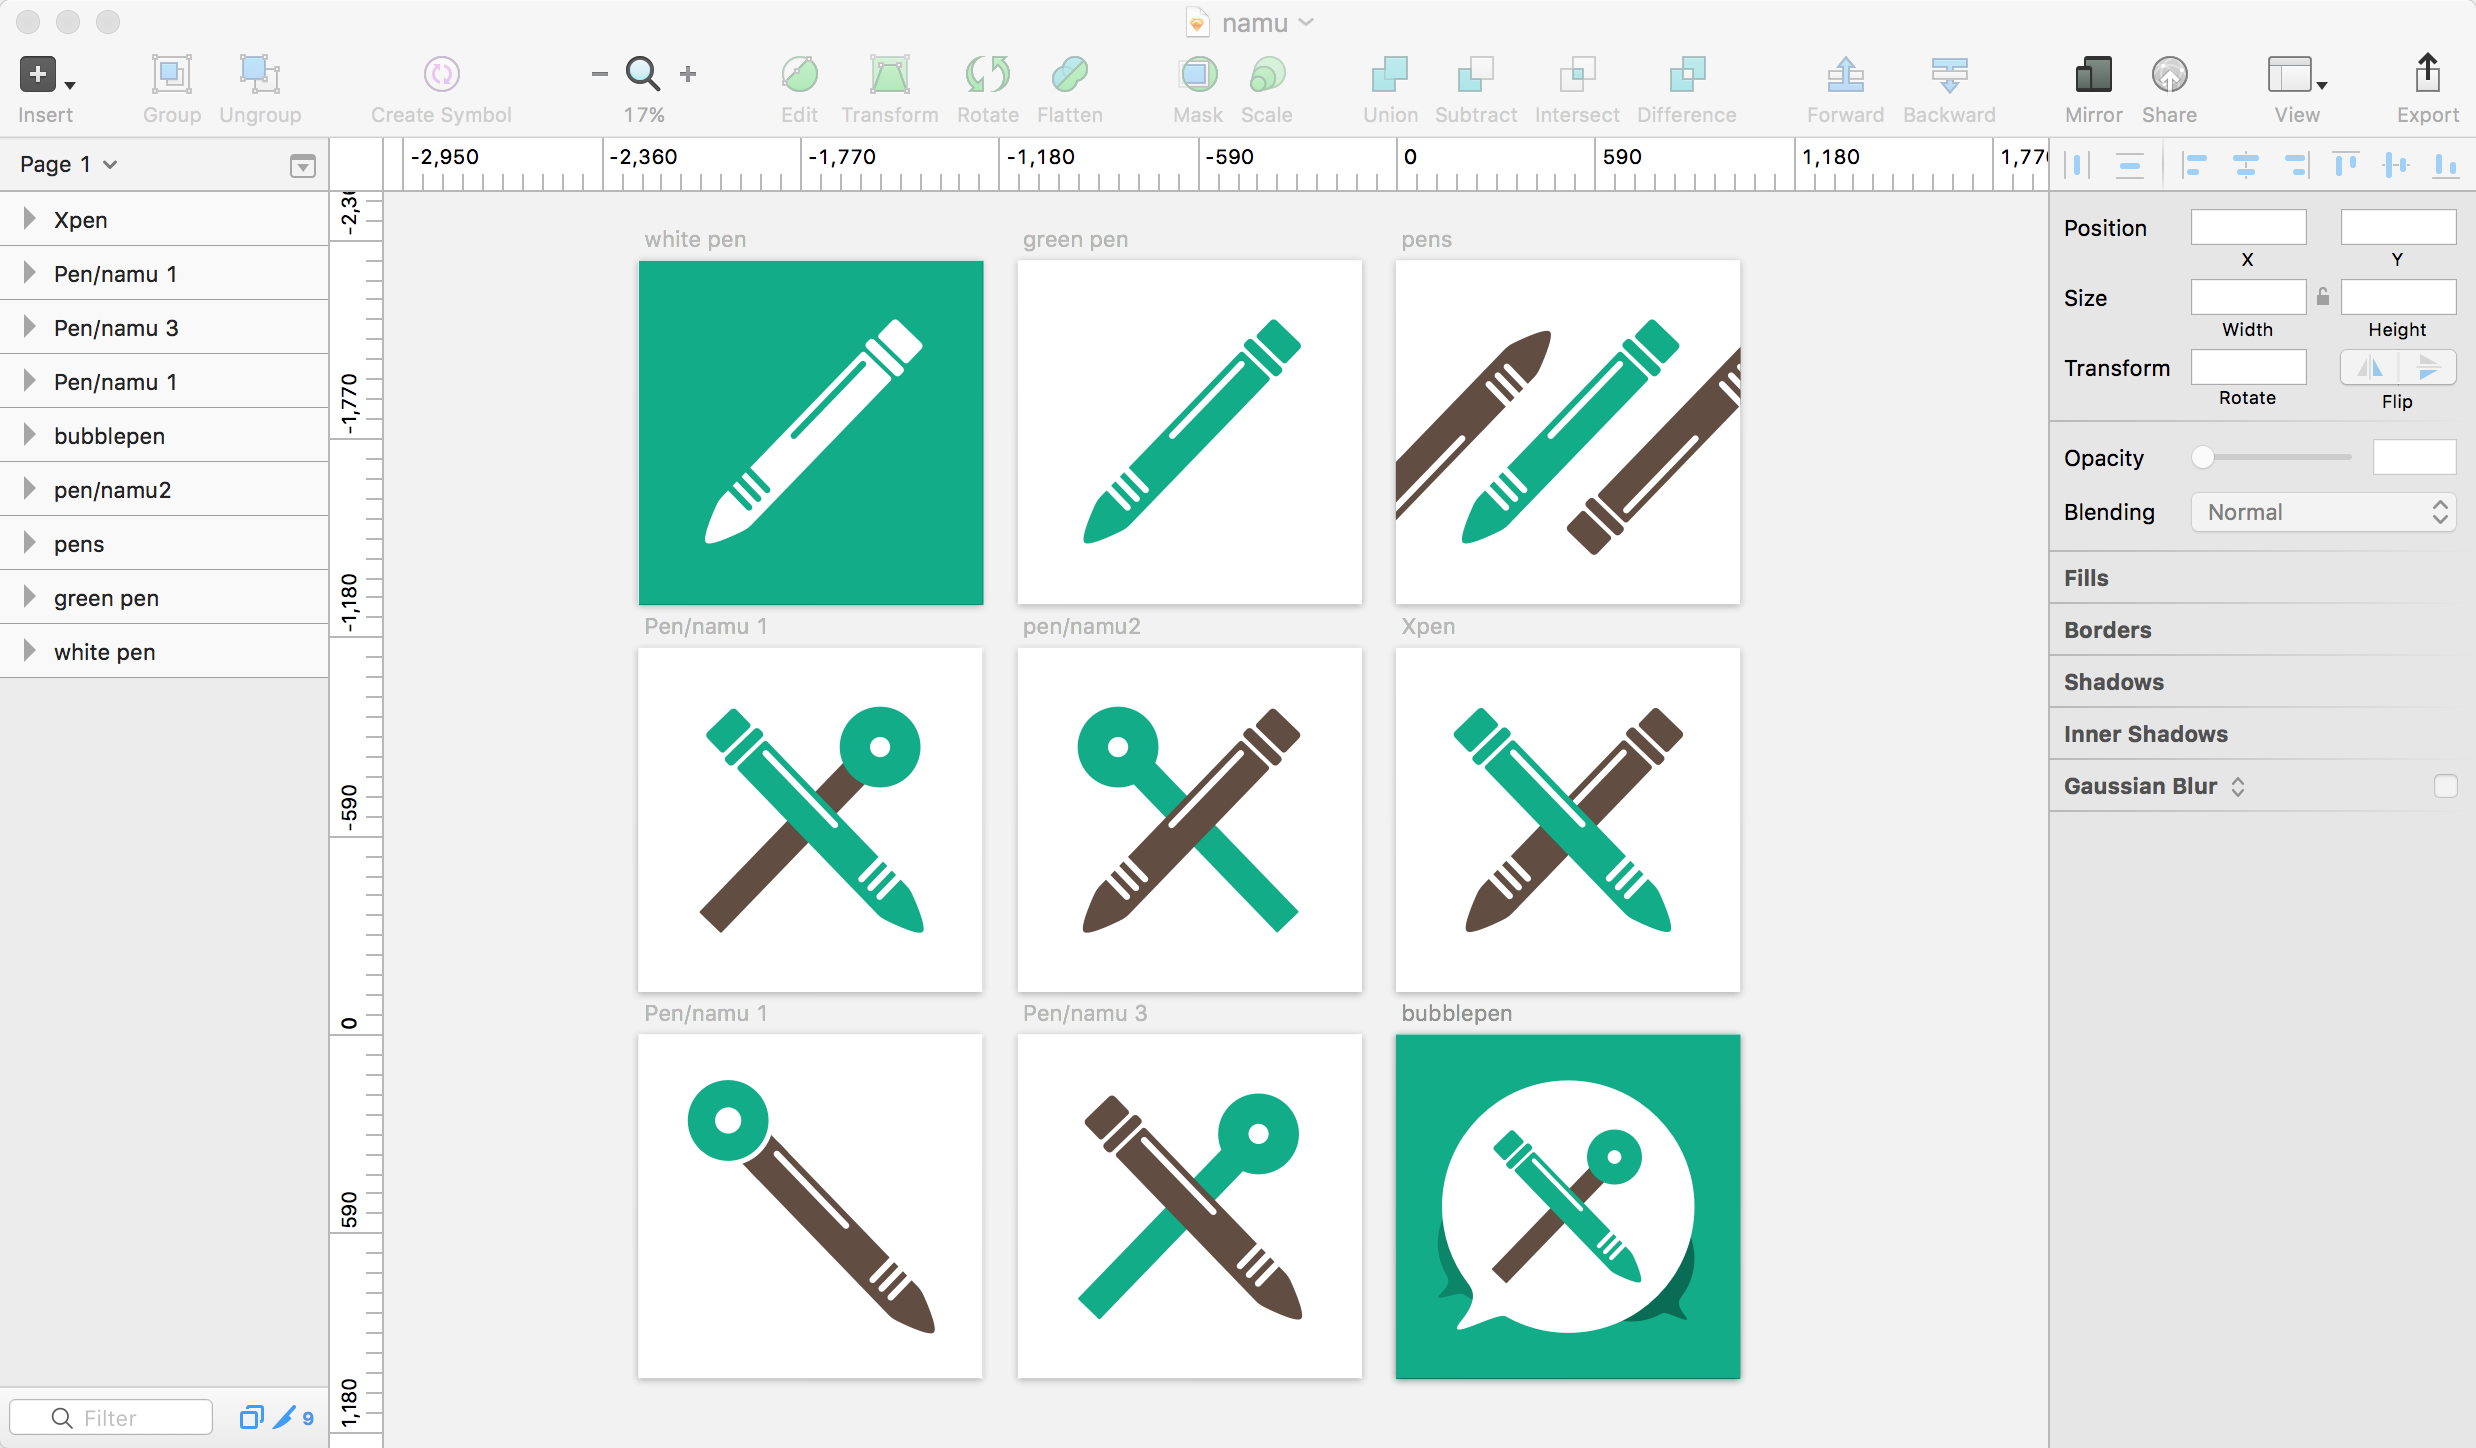 namu
Insert
Group
Ungroup
Create Symbol
17%
Edit
Transform
Rotate
Flatten
Mask
Scale
Union
Subtract
Intersect
Difference
Forward
Backward
Mirror
Share
View
Export
Page 1
-2,950
-2,360
-1,770
-1,180
-590
0
590
1,180
1,770
Xpen
Pen/namu 1
Pen/namu 3
Pen/namu 1
bubblepen
pen/namu2
pens
green pen
white pen
Filter
9
-1,770
-1,180
-590
0
590
1,180
white pen
green pen
pens
Pen/namu 1
pen/namu2
Xpen
Pen/namu 1
Pen/namu 3
bubblepen
Position
X
Y
Size
Width
Height
Transform
Rotate
Flip
Opacity
Blending
Normal
Fills
Borders
Shadows
Inner Shadows
Gaussian Blur